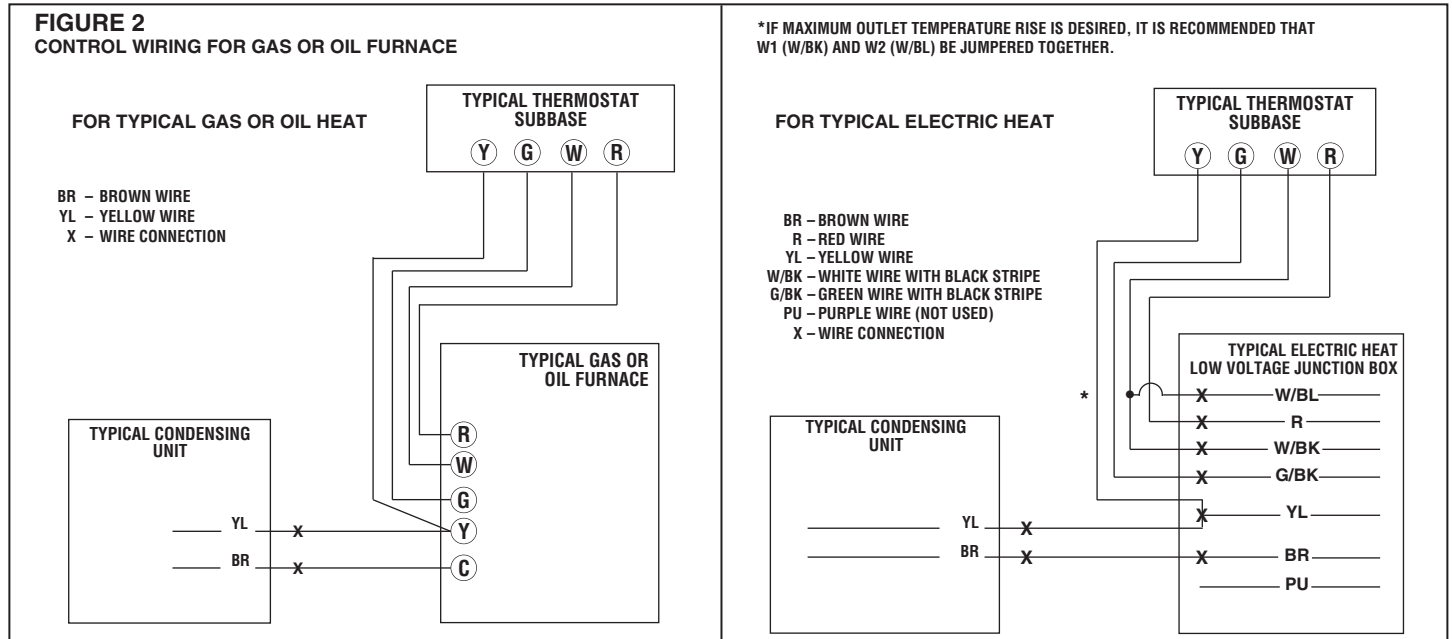 FIGURE 2
CONTROL WIRING FOR GAS OR OIL FURNACE
FOR TYPICAL GAS OR OIL HEAT
TYPICAL THERMOSTAT
SUBBASE
Y G W R
BR – BROWN WIRE
YL – YELLOW WIRE
X – WIRE CONNECTION
TYPICAL GAS OR
OIL FURNACE
R
W
G
Y
C
TYPICAL CONDENSING
UNIT
YL X
BR X
*IF MAXIMUM OUTLET TEMPERATURE RISE IS DESIRED, IT IS RECOMMENDED THAT
W1 (W/BK) AND W2 (W/BL) BE JUMPERED TOGETHER.
FOR TYPICAL ELECTRIC HEAT
TYPICAL THERMOSTAT
SUBBASE
Y G W R
BR – BROWN WIRE
R – RED WIRE
YL – YELLOW WIRE
W/BK – WHITE WIRE WITH BLACK STRIPE
G/BK – GREEN WIRE WITH BLACK STRIPE
PU – PURPLE WIRE (NOT USED)
X – WIRE CONNECTION
TYPICAL ELECTRIC HEAT
LOW VOLTAGE JUNCTION BOX
* X W/BL
X R
X W/BK
X G/BK
X YL
X BR
PU
TYPICAL CONDENSING
UNIT
YL X
BR X